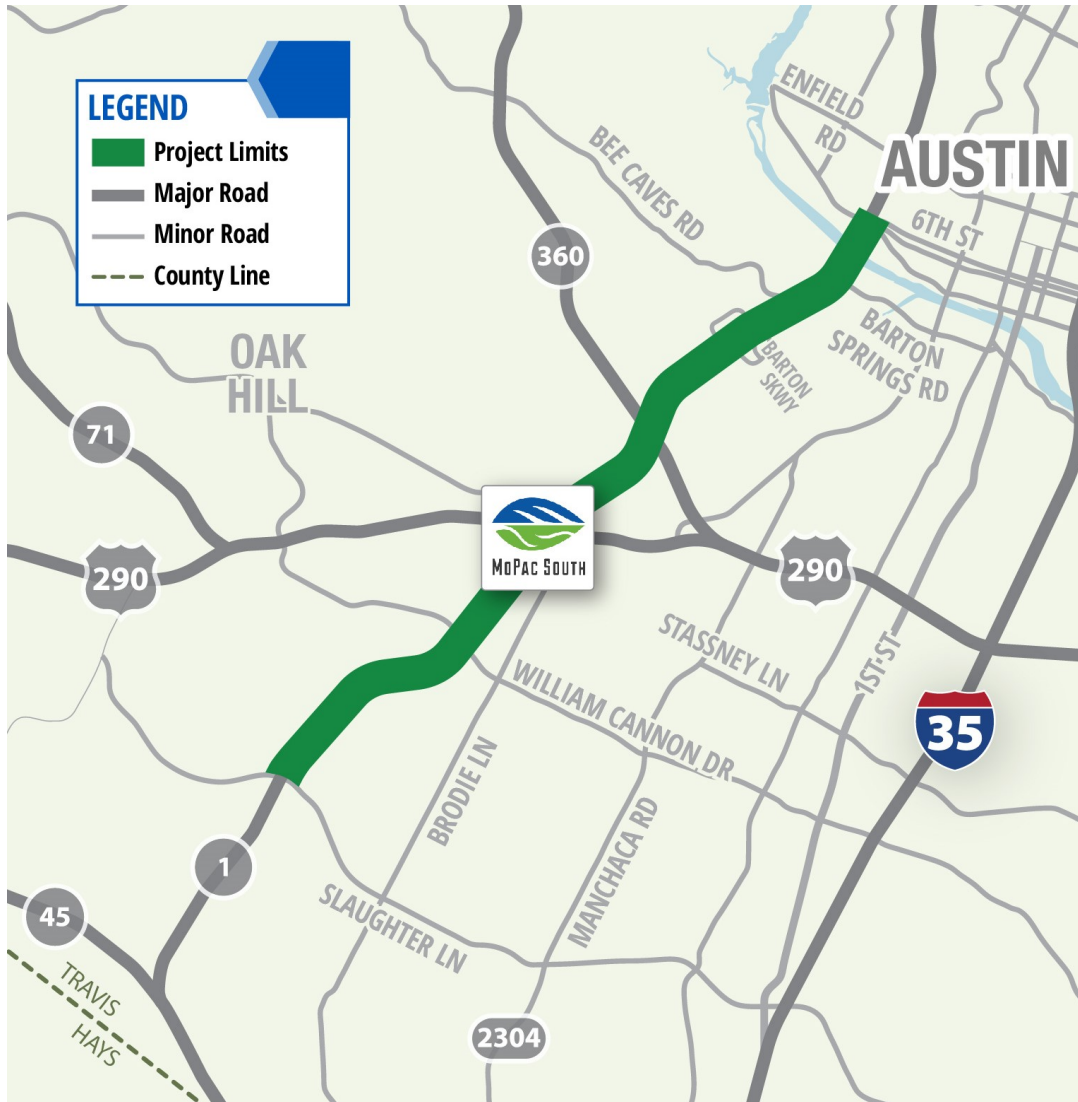 LEGEND
Project Limits
Major Road
Minor Road
County Line
ENFIELD
RD
BEE CAVES RD
AUSTIN
6TH ST
360
OAK
HILL
BARTON
SPRINGS RD
BARTON
SKWY
71
MOPAC SOUTH
290
290
STASSNEY LN
1ST ST
WILLIAM CANNON DR
35
BRODIE LN
MANCHACA RD
1
45
SLAUGHTER LN
TRAVIS
HAYS
2304